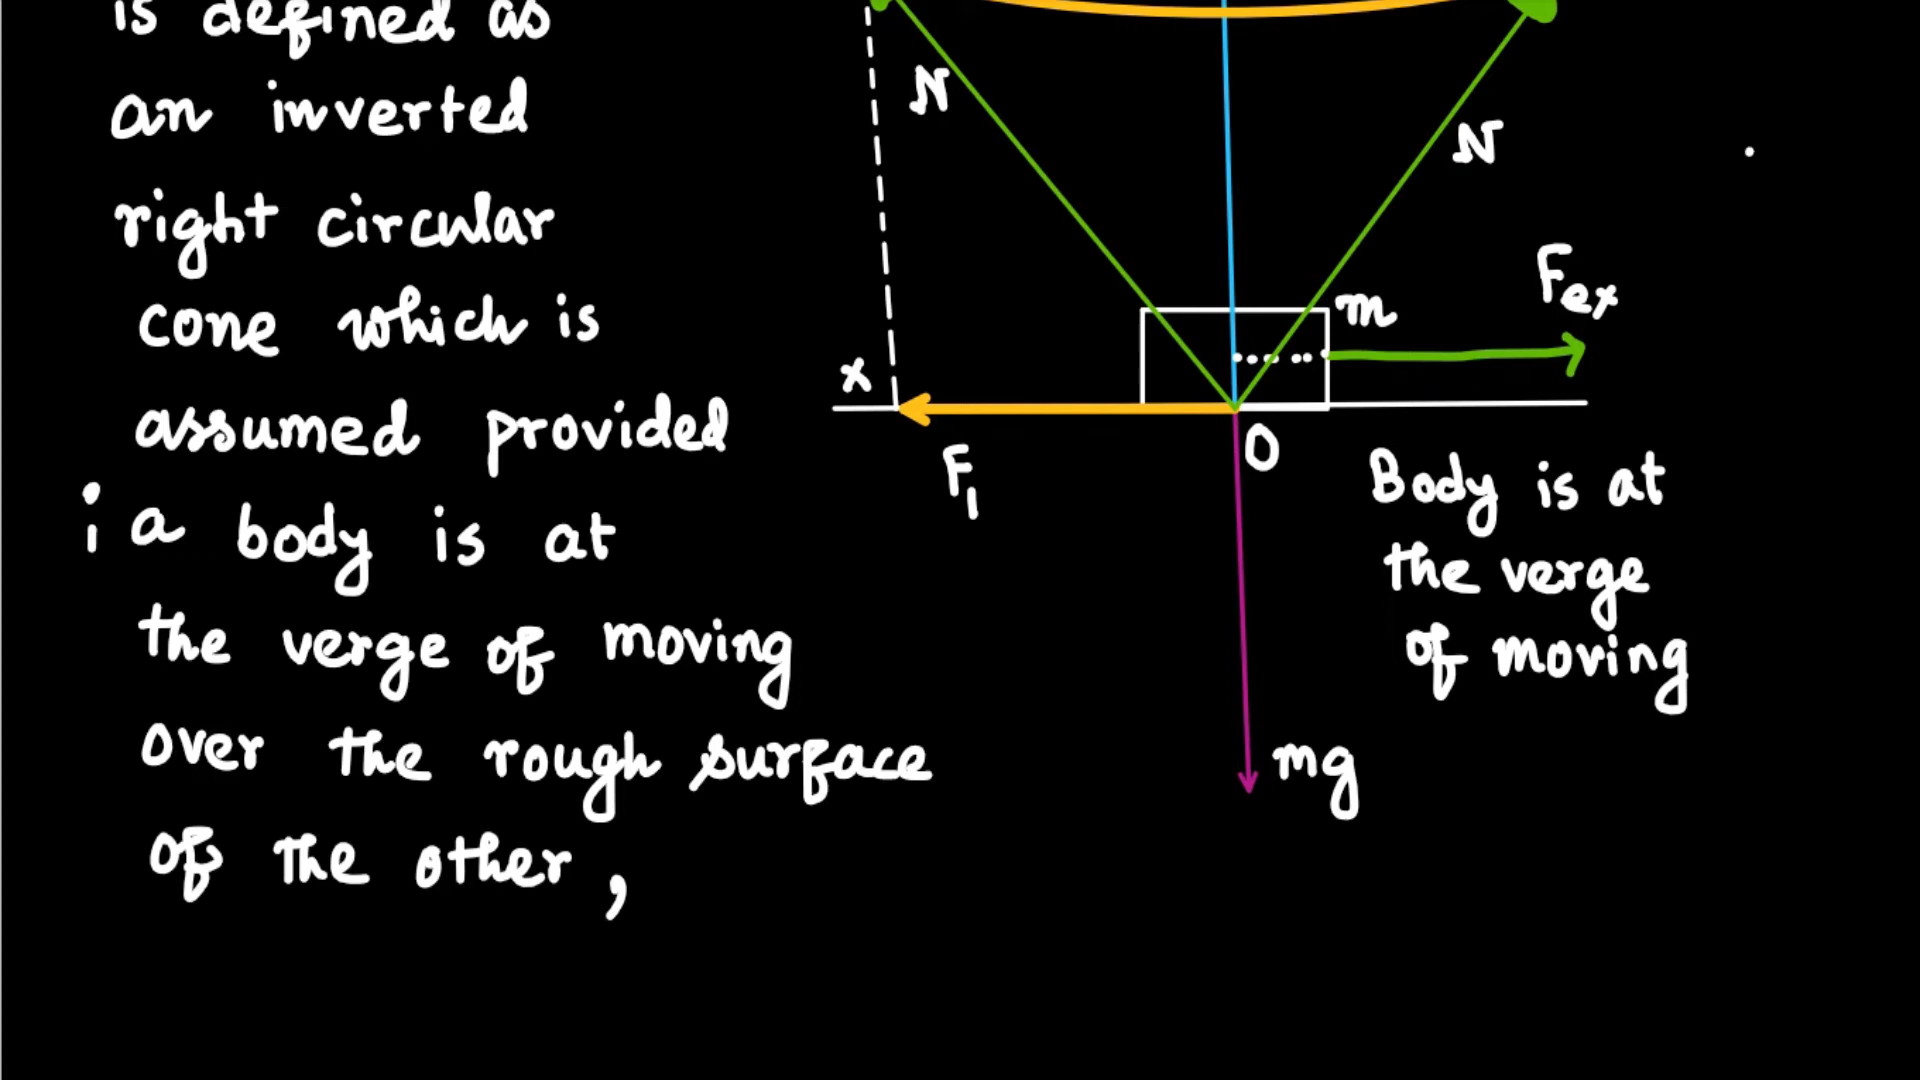 is defined as
an inverted
right circular
cone which is
assumed provided
i a body is at
the verge of moving
over the rough surface
of the other,
N
N
Fex
m
x
F1
O
Body is at
the verge
of moving
mg